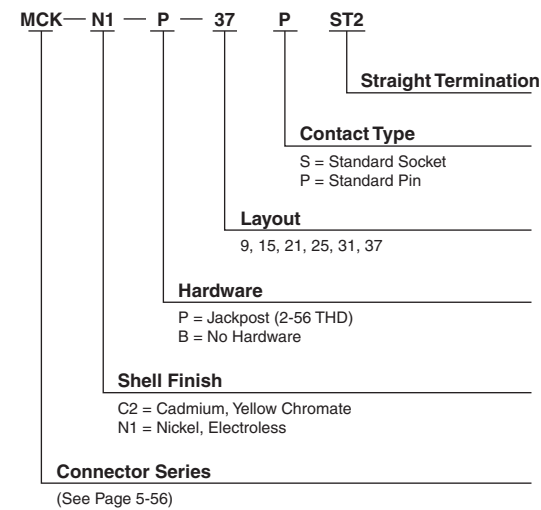 MCK — N1 — P — 37 P ST2
Straight Termination
Contact Type
S = Standard Socket
P = Standard Pin
Layout
9, 15, 21, 25, 31, 37
Hardware
P = Jackpost (2-56 THD)
B = No Hardware
Shell Finish
C2 = Cadmium, Yellow Chromate
N1 = Nickel, Electroless
Connector Series
(See Page 5-56)